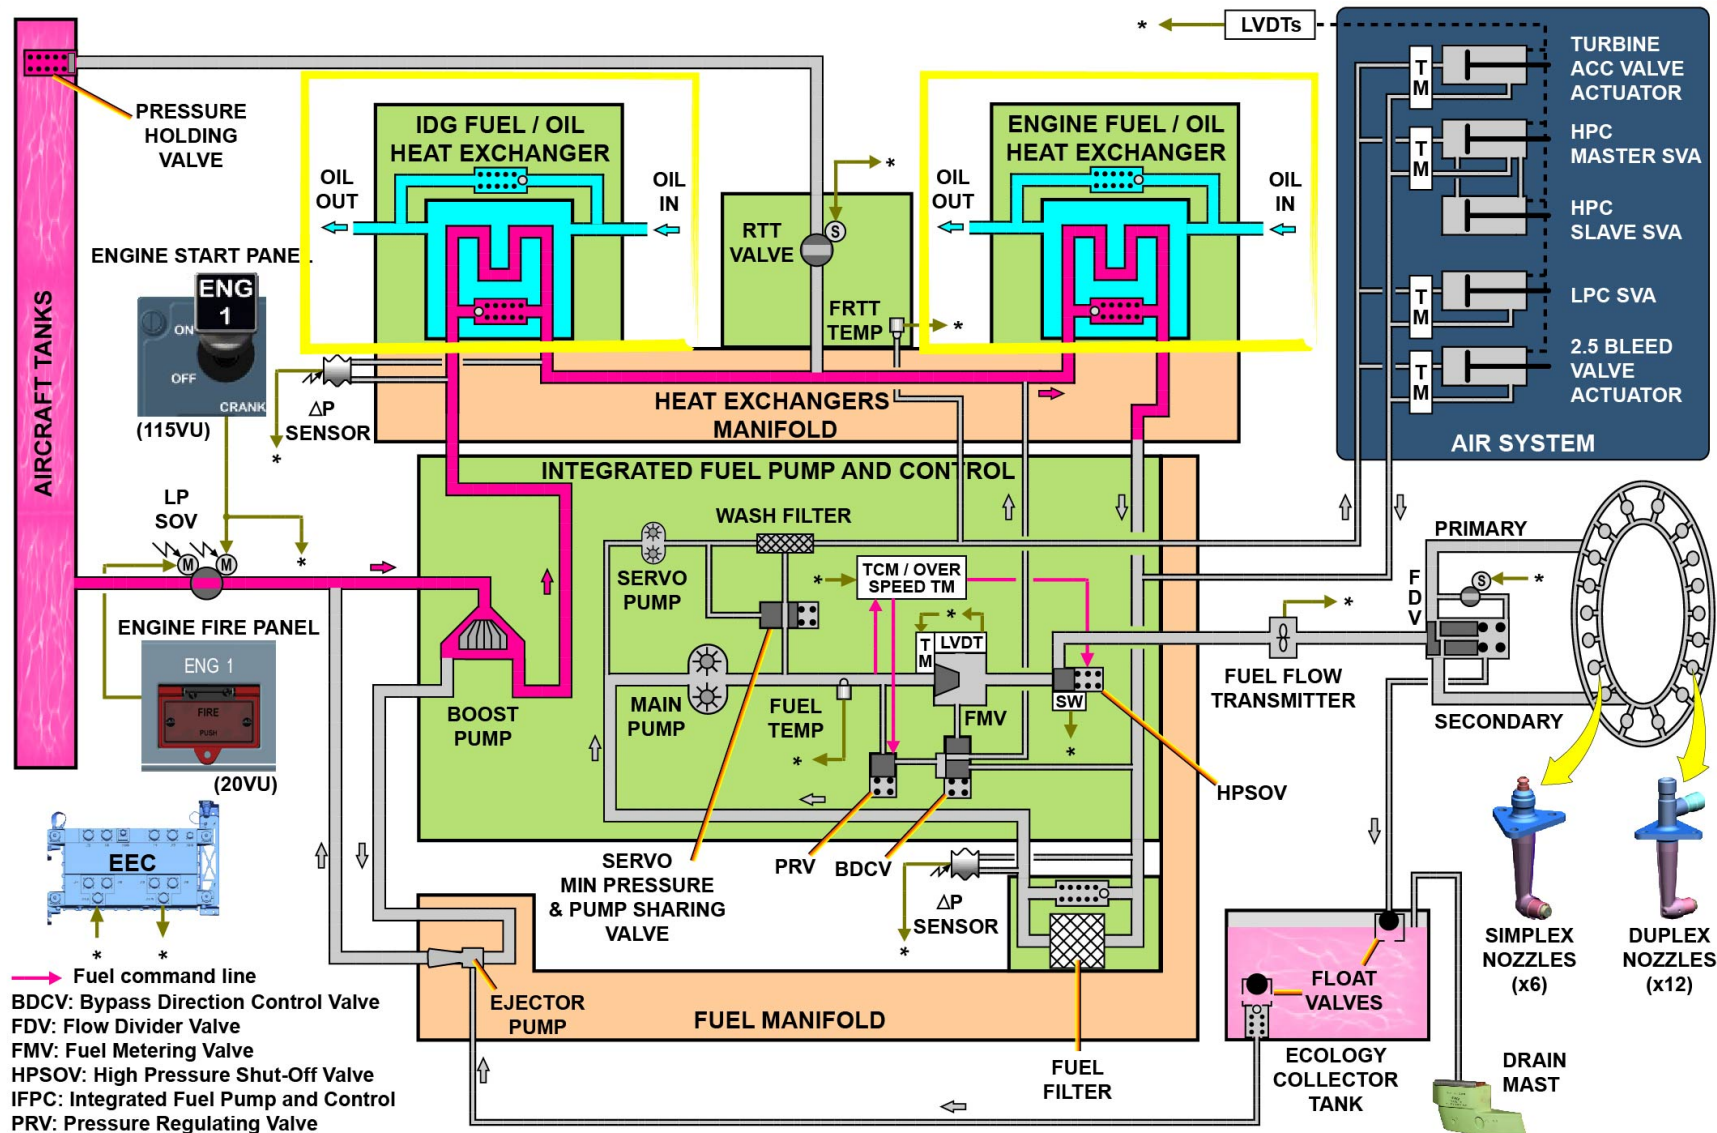 LVDTs
PRESSURE
HOLDING
VALVE
AIRCRAFT TANKS
IDG FUEL / OIL
HEAT EXCHANGER
OIL
OUT
OIL
IN
RTT
VALVE
S
FRTT
TEMP
ENGINE FUEL / OIL
HEAT EXCHANGER
OIL
OUT
OIL
IN
TM
TM
TM
TM
TURBINE
ACC VALVE
ACTUATOR
HPC
MASTER SVA
HPC
SLAVE SVA
LPC SVA
2.5 BLEED
VALVE
ACTUATOR
AIR SYSTEM
ENGINE START PANEL
ENG
1
ON
OFF
CRANK
(115VU)
ΔP
SENSOR
HEAT EXCHANGERS
MANIFOLD
LP
SOV
M
M
ENGINE FIRE PANEL
ENG 1
FIRE
PUSH
(20VU)
INTEGRATED FUEL PUMP AND CONTROL
WASH FILTER
SERVO
PUMP
TCM / OVER
SPEED TM
TM
LVDT
MAIN
PUMP
FUEL
TEMP
FMV
SW
BOOST
PUMP
HPSOV
PRV
BDCV
SERVO
MIN PRESSURE
& PUMP SHARING
VALVE
ΔP
SENSOR
FUEL FLOW
TRANSMITTER
PRIMARY
FDV
S
SECONDARY
SIMPLEX
NOZZLES
(x6)
DUPLEX
NOZZLES
(x12)
FLOAT
VALVES
ECOLOGY
COLLECTOR
TANK
DRAIN
MAST
EJECTOR
PUMP
FUEL MANIFOLD
FUEL
FILTER
EEC
* *
Fuel command line
BDCV: Bypass Direction Control Valve
FDV: Flow Divider Valve
FMV: Fuel Metering Valve
HPSOV: High Pressure Shut-Off Valve
IFPC: Integrated Fuel Pump and Control
PRV: Pressure Regulating Valve